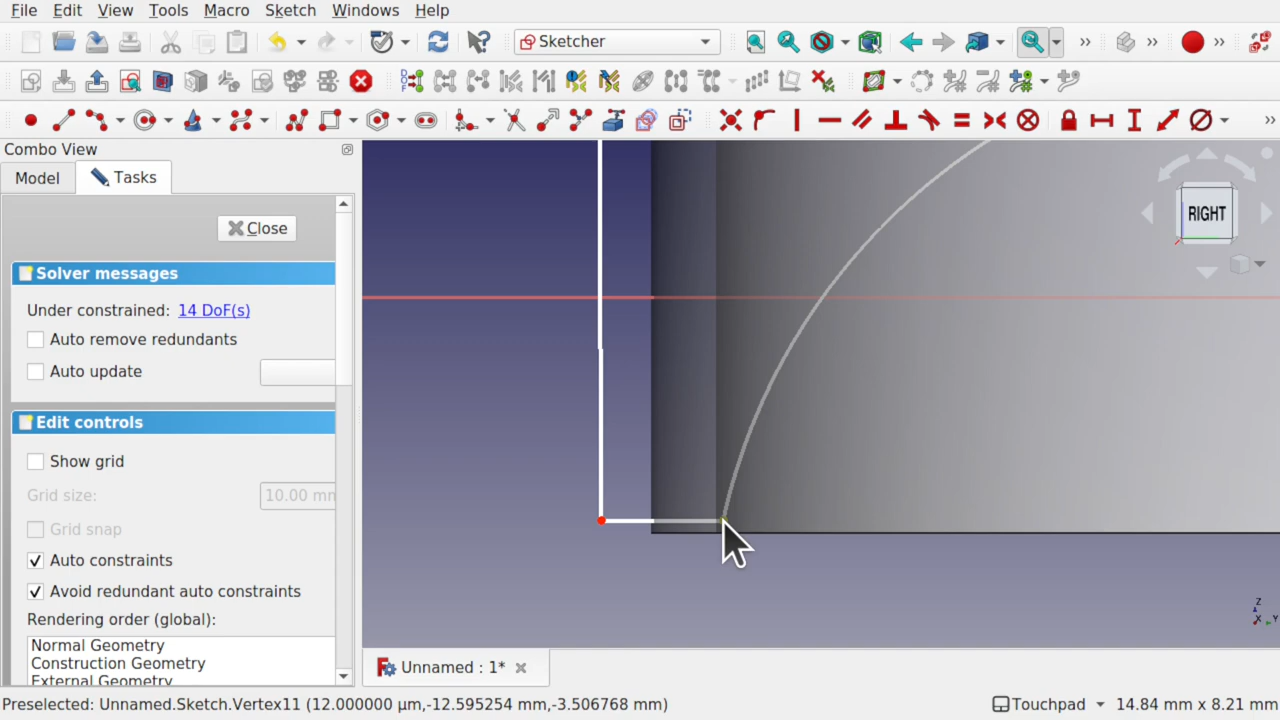 File Edit View Tools Macro Sketch Windows Help
Sketcher
Combo View
Model Tasks
Close
Solver messages
Under constrained: 14 DoF(s)
Auto remove redundants
Auto update
Edit controls
Show grid
Grid size: 10.00 mm
Grid snap
Auto constraints
Avoid redundant auto constraints
Rendering order (global):
Normal Geometry
Construction Geometry
External Geometry
RIGHT
Z
X Y
Unnamed : 1*
Preselected: Unnamed.Sketch.Vertex11 (12.000000 µm,-12.595254 mm,-3.506768 mm) Touchpad 14.84 mm x 8.21 mm